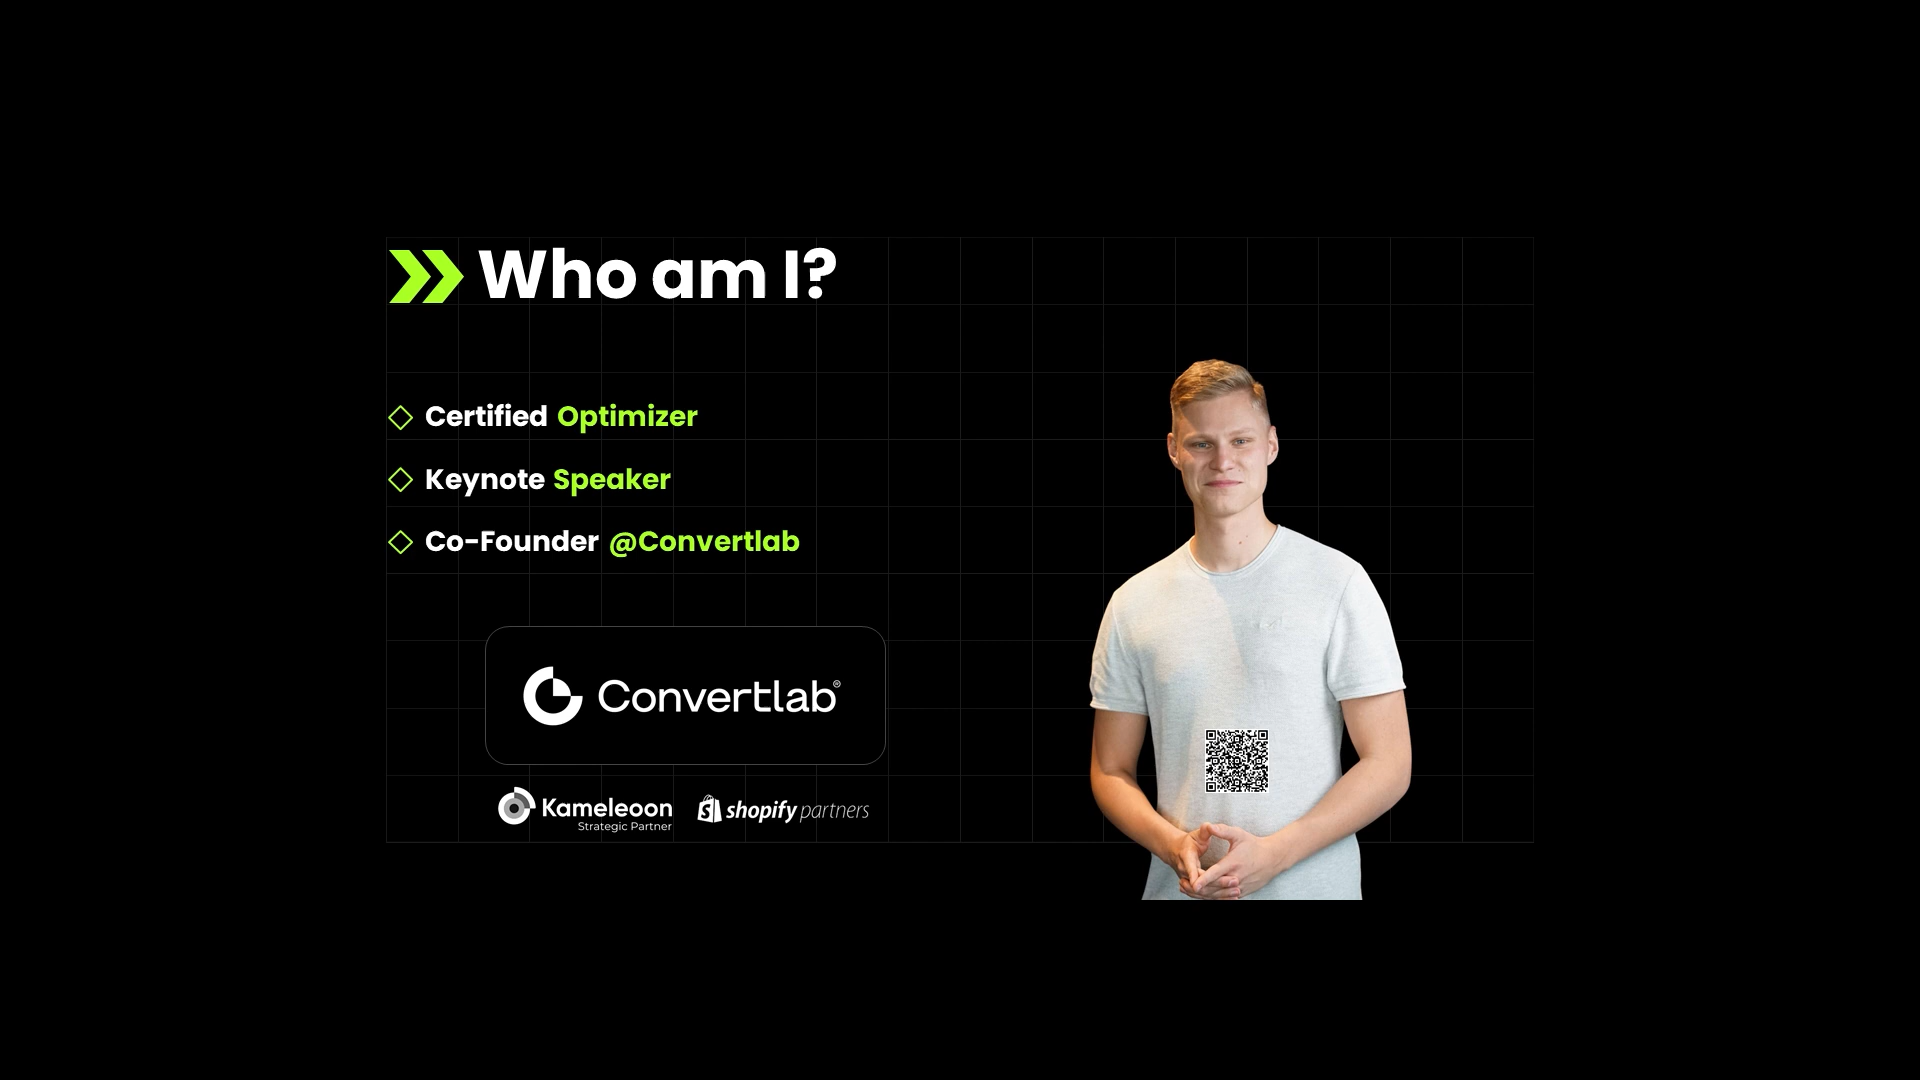 Who am I?
Certified Optimizer
Keynote Speaker
Co-Founder @Convertlab
Convertlab®
Kameleoon
Strategic Partner
shopify partners